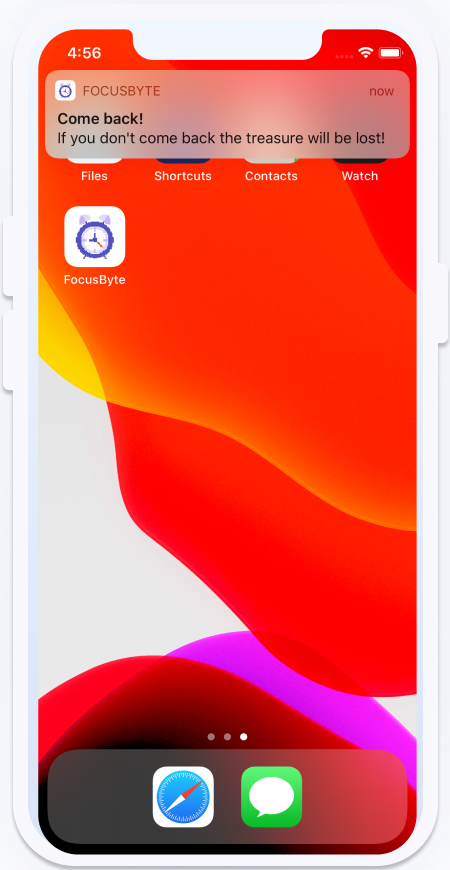 4:56
FOCUSBYTE now
Come back!
If you don't come back the treasure will be lost!
Files Shortcuts Contacts Watch
FocusByte